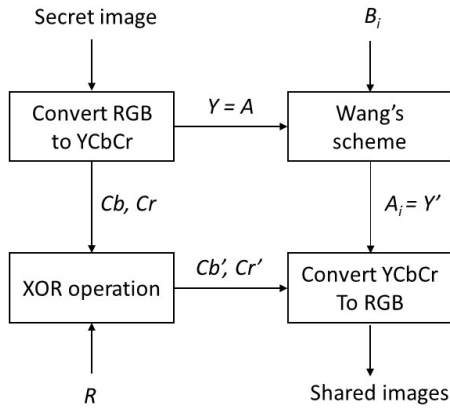 Secret image
B_i
Convert RGB
to YCbCr
Y = A
Wang's
scheme
Cb, Cr
A_i = Y'
XOR operation
Cb', Cr'
Convert YCbCr
To RGB
R
Shared images